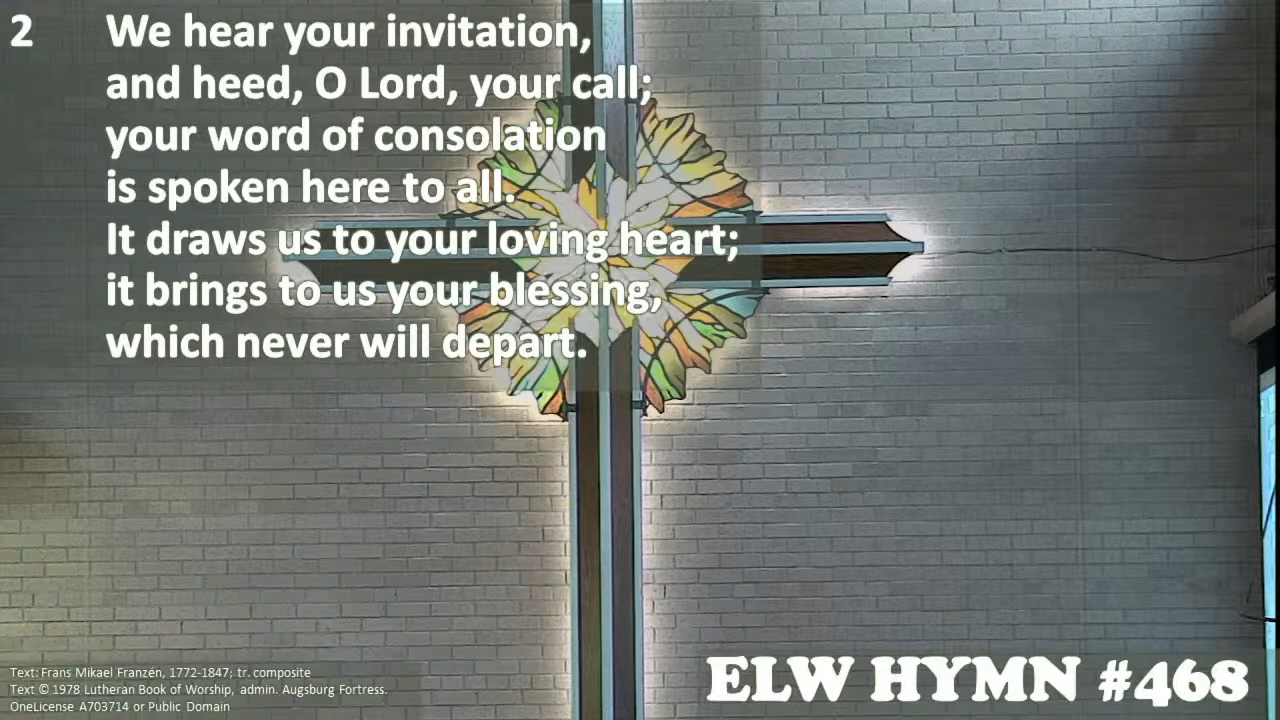 2 We hear your invitation,
and heed, O Lord, your call;
your word of consolation
is spoken here to all.
It draws us to your loving heart;
it brings to us your blessing,
which never will depart.
Text: Frans Mikael Franzén, 1772-1847; tr. composite
Text © 1978 Lutheran Book of Worship, admin. Augsburg Fortress.
OneLicense A703714 or Public Domain
ELW HYMN #468